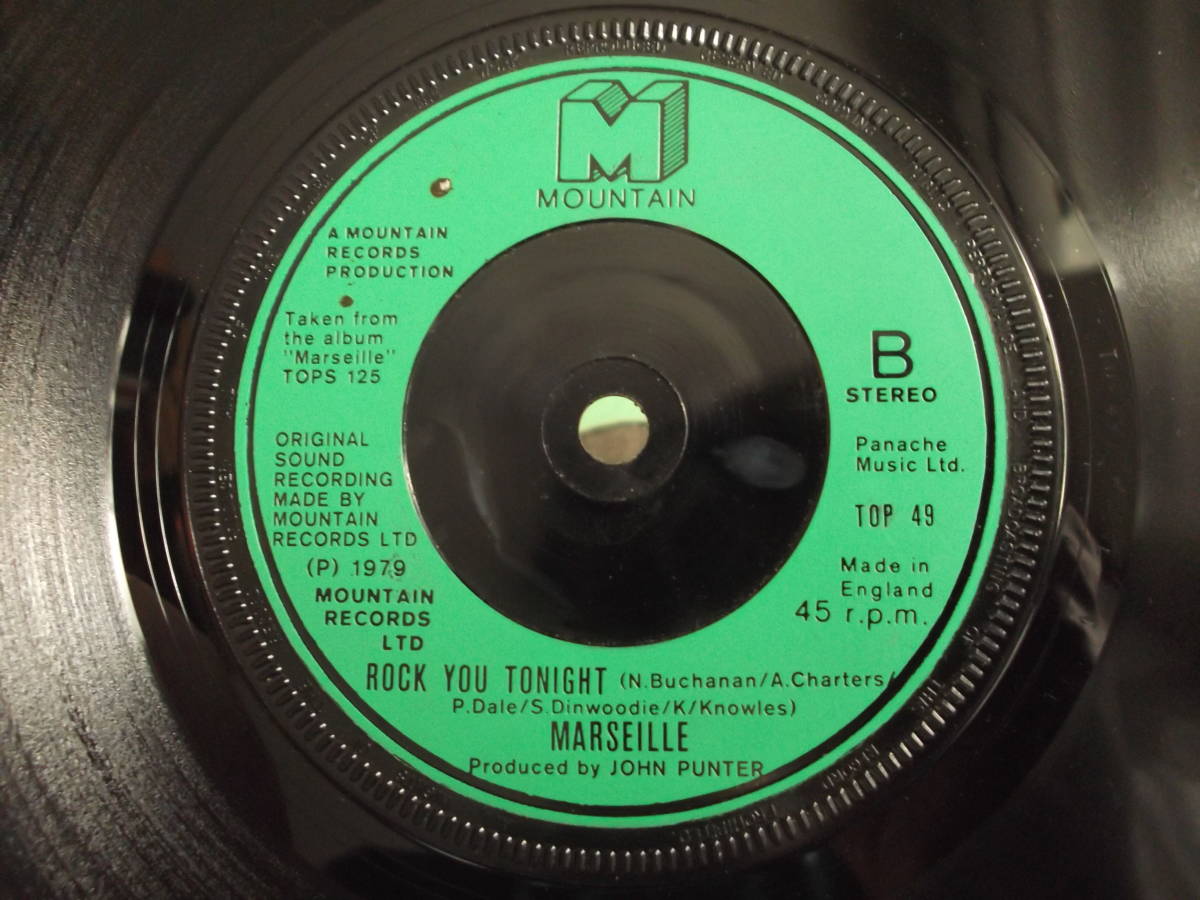 M
MOUNTAIN
A MOUNTAIN
RECORDS
PRODUCTION
Taken from
the album
"Marseille"
TOPS 125
ORIGINAL
SOUND
RECORDING
MADE BY
MOUNTAIN
RECORDS LTD
(P) 1979
MOUNTAIN
RECORDS
LTD
B
STEREO
Panache
Music Ltd.
TOP 49
Made in
England
45 r.p.m.
ROCK YOU TONIGHT (N.Buchanan/A.Charters/
P.Dale/S.Dinwoodie/K/Knowles)
MARSEILLE
Produced by JOHN PUNTER